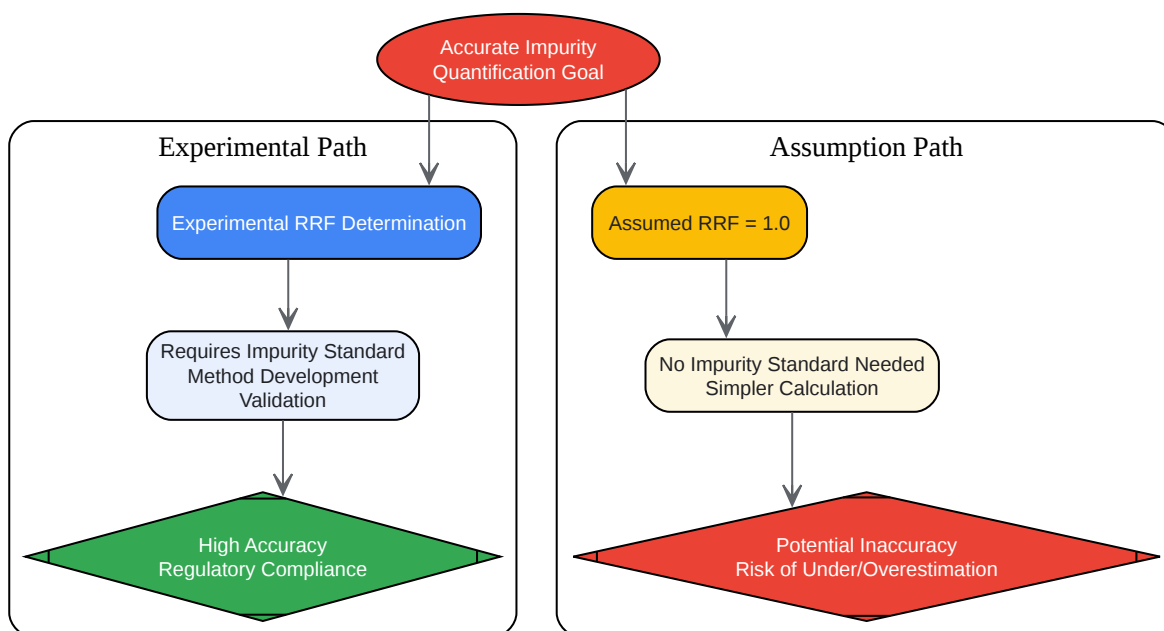 Accurate Impurity
Quantification Goal
Experimental Path
Experimental RRF Determination
Requires Impurity Standard
Method Development
Validation
High Accuracy
Regulatory Compliance
Assumption Path
Assumed RRF = 1.0
No Impurity Standard Needed
Simpler Calculation
Potential Inaccuracy
Risk of Under/Overestimation